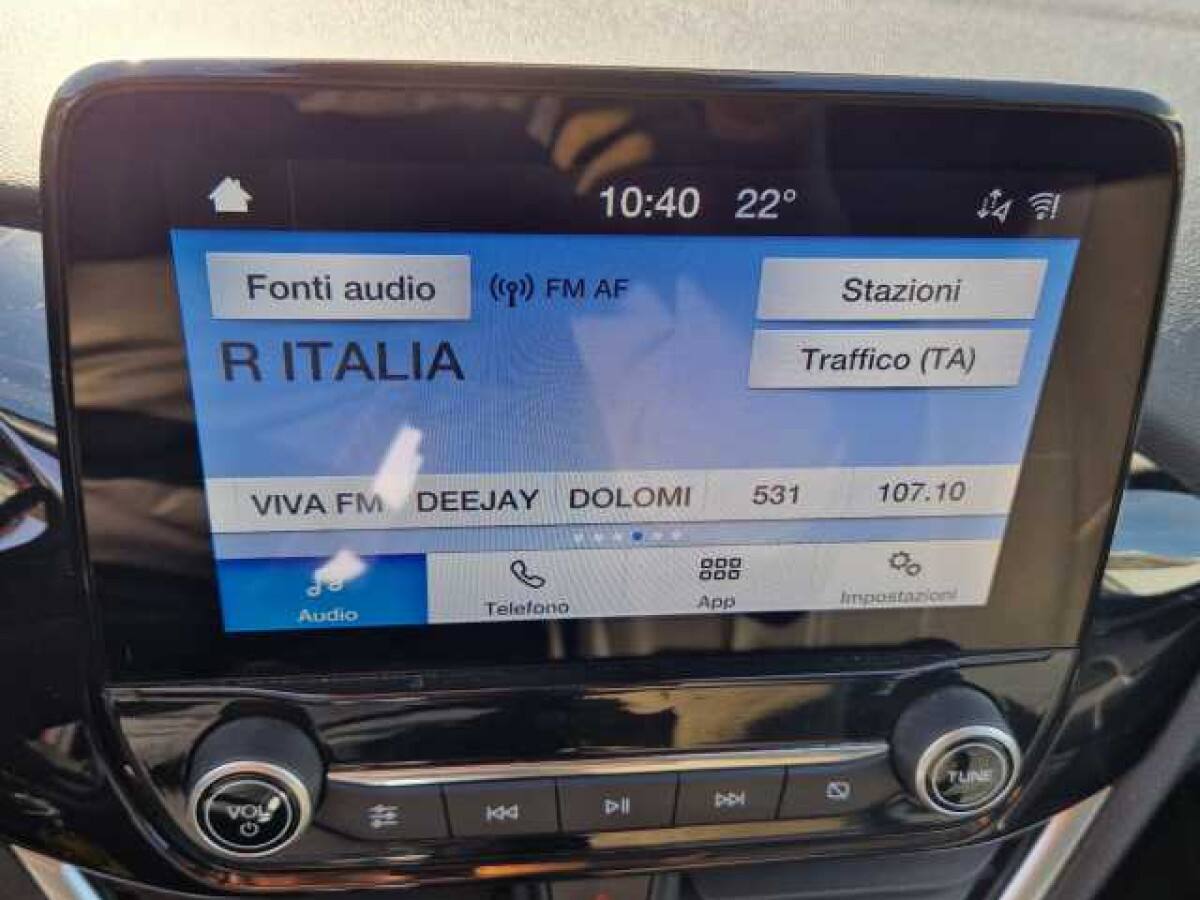 10:40 22°
Fonti audio FM AF Stazioni
R ITALIA Traffico (TA)
VIVA FM DEEJAY DOLOMI 531 107.10
Audio Telefono App Impostazioni
VOL TUNE